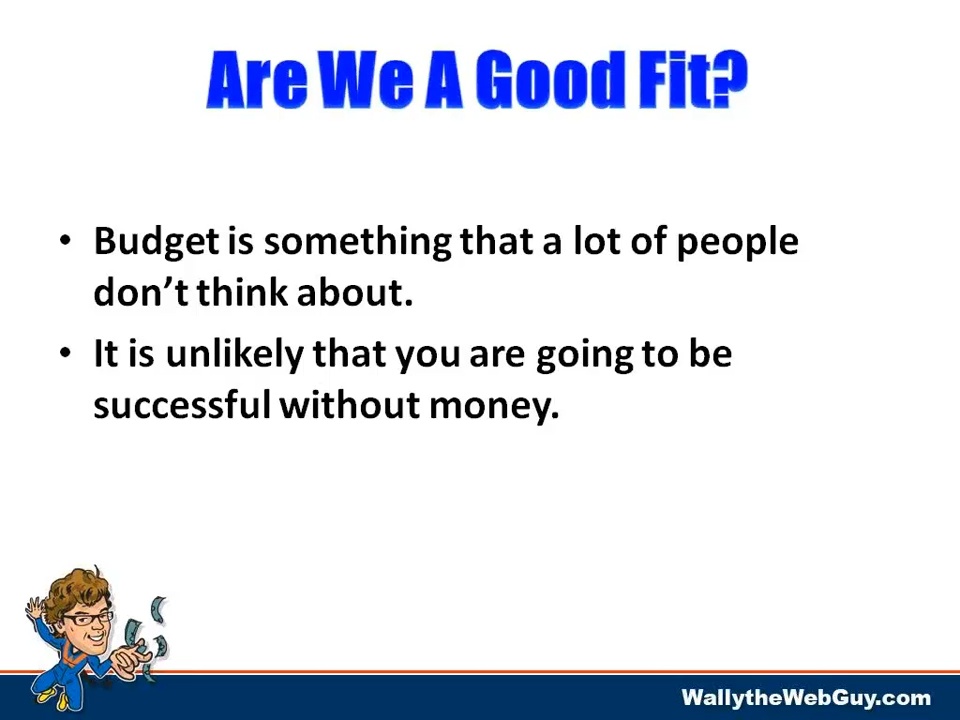 Are We A Good Fit?
• Budget is something that a lot of people
don’t think about.
• It is unlikely that you are going to be
successful without money.
WallytheWebGuy.com